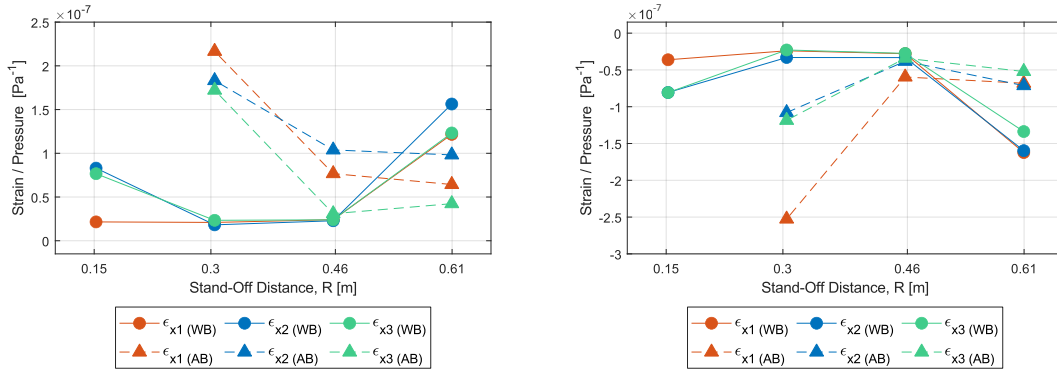 ×10⁻⁷
2.5
2
1.5
1
0.5
0
Strain / Pressure [Pa⁻¹]
0.15 0.3 0.46 0.61
Stand-Off Distance, R [m]
ϵx1 (WB) ϵx2 (WB) ϵx3 (WB)
ϵx1 (AB) ϵx2 (AB) ϵx3 (AB)
×10⁻⁷
0
-0.5
-1
-1.5
-2
-2.5
-3
Strain / Pressure [Pa⁻¹]
0.15 0.3 0.46 0.61
Stand-Off Distance, R [m]
ϵx1 (WB) ϵx2 (WB) ϵx3 (WB)
ϵx1 (AB) ϵx2 (AB) ϵx3 (AB)